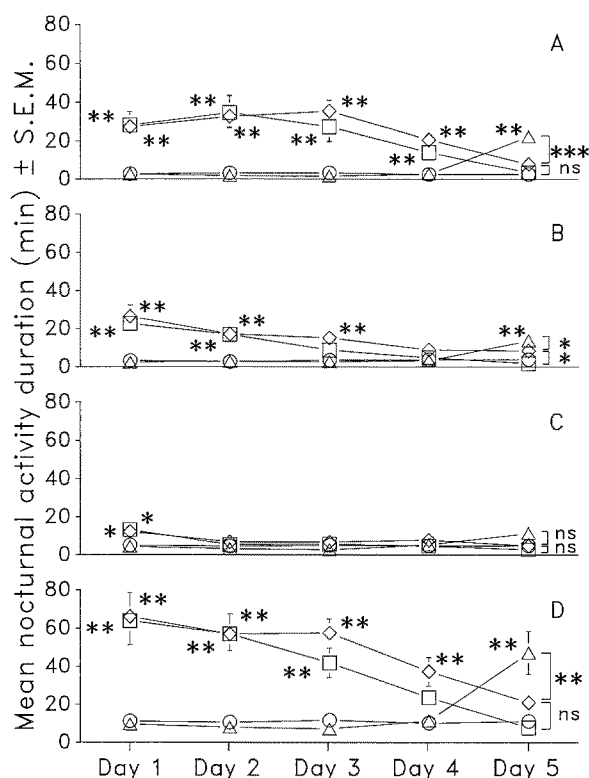 Mean nocturnal activity duration (min) ± S.E.M.
80
60
40
20
0
A
** ** ** ** **
** ** ** **
***
ns
80
60
40
20
0
B
** ** ** **
** **
*
*
80
60
40
20
0
C
* *
ns
ns
80
60
40
20
0
D
** ** ** ** **
** ** **
**
ns
Day 1 Day 2 Day 3 Day 4 Day 5